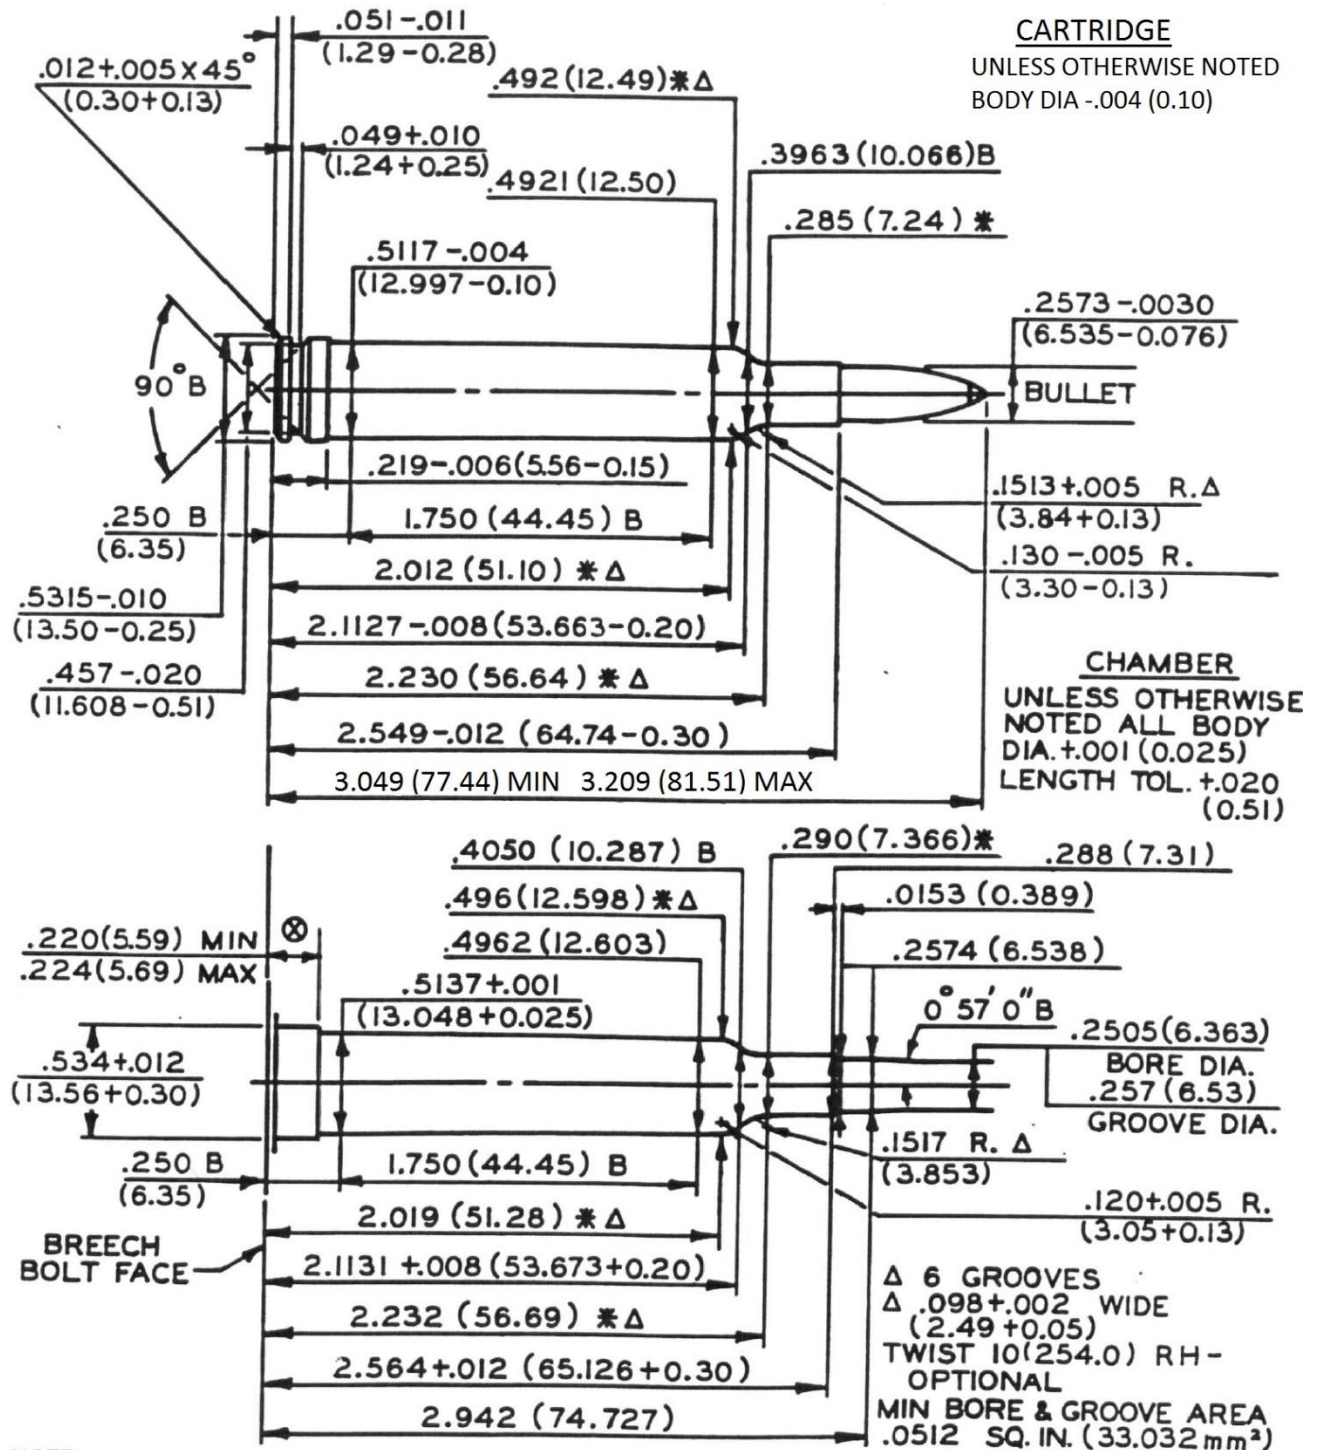 .051-.011
(1.29-0.28)
CARTRIDGE
UNLESS OTHERWISE NOTED
BODY DIA -.004 (0.10)
.012+.005x45°
(0.30+0.13)
.492(12.49)⁕Δ
.049+.010
(1.24+0.25)
.3963(10.066)B
.4921(12.50)
.285(7.24)⁕
.5117-.004
(12.997-0.10)
.2573-.0030
(6.535-0.076)
90°B
BULLET
.219-.006(5.56-0.15)
.1513+.005 R.Δ
(3.84+0.13)
.250 B
(6.35)
1.750(44.45) B
.130-.005 R.
(3.30-0.13)
2.012(51.10)⁕Δ
.5315-.010
(13.50-0.25)
2.1127-.008(53.663-0.20)
.457-.020
(11.608-0.51)
2.230(56.64)⁕Δ
CHAMBER
UNLESS OTHERWISE
NOTED ALL BODY
DIA.+.001(0.025)
LENGTH TOL.+.020
(0.51)
2.549-.012 (64.74-0.30)
3.049 (77.44) MIN 3.209 (81.51) MAX
.290(7.366)⁕
.4050 (10.287) B
.288(7.31)
.496(12.598)⁕Δ
.0153 (0.389)
⊗
.220(5.59) MIN
.224(5.69) MAX
.4962(12.603)
.2574 (6.538)
.5137+.001
(13.048+0.025)
0°57'0"B
.2505(6.363)
BORE DIA.
.257 (6.53)
GROOVE DIA.
.534+.012
(13.56+0.30)
.250 B
(6.35)
1.750(44.45) B
.1517 R. Δ
(3.853)
2.019 (51.28)⁕Δ
.120+.005 R.
(3.05+0.13)
BREECH
BOLT FACE
2.1131+.008(53.673+0.20)
2.232 (56.69)⁕Δ
Δ 6 GROOVES
Δ .098+.002 WIDE
(2.49+0.05)
TWIST 10(254.0) RH-
OPTIONAL
MIN BORE & GROOVE AREA
.0512 SQ. IN. (33.032mm²)
2.564+.012 (65.126+0.30)
2.942 (74.727)